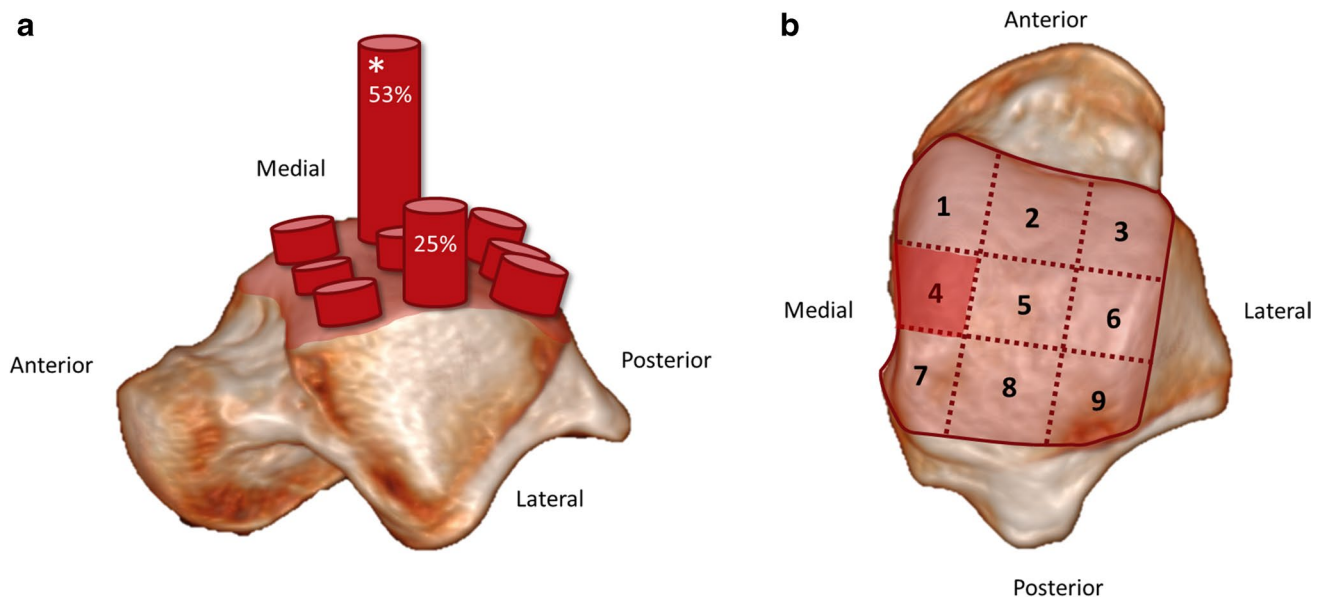 a
*
53%
Medial
25%
Anterior
Posterior
Lateral
b
Anterior
1
2
3
Medial
4
5
6
Lateral
7
8
9
Posterior